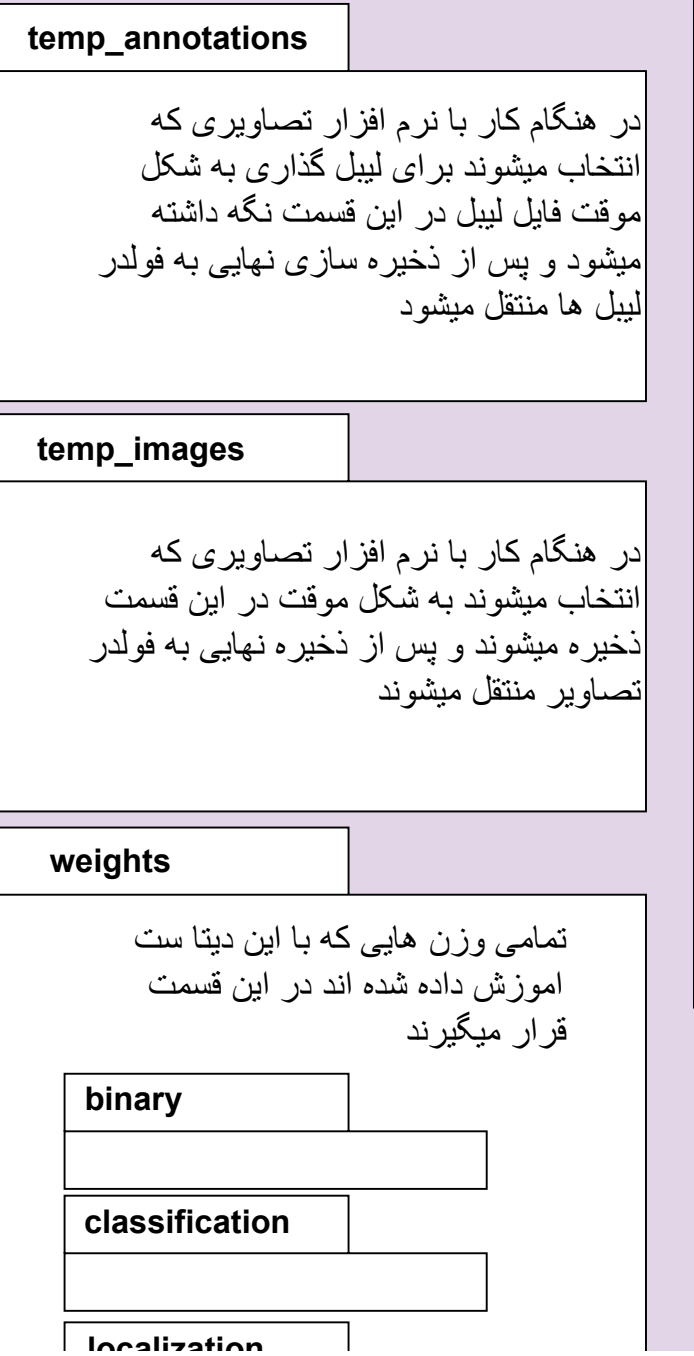 temp_annotations
در هنگام کار با نرم افزار تصاویری که
انتخاب میشوند برای لیبل گذاری به شکل
موقت فایل لیبل در این قسمت نگه داشته
میشود و پس از ذخیره سازی نهایی به فولدر
لیبل ها منتقل میشود
temp_images
در هنگام کار با نرم افزار تصاویری که
انتخاب میشوند به شکل موقت در این قسمت
ذخیره میشوند و پس از ذخیره نهایی به فولدر
تصاویر منتقل میشوند
weights
تمامی وزن هایی که با این دیتا ست
اموزش داده شده اند در این قسمت
قرار میگیرند
binary
classification
localization